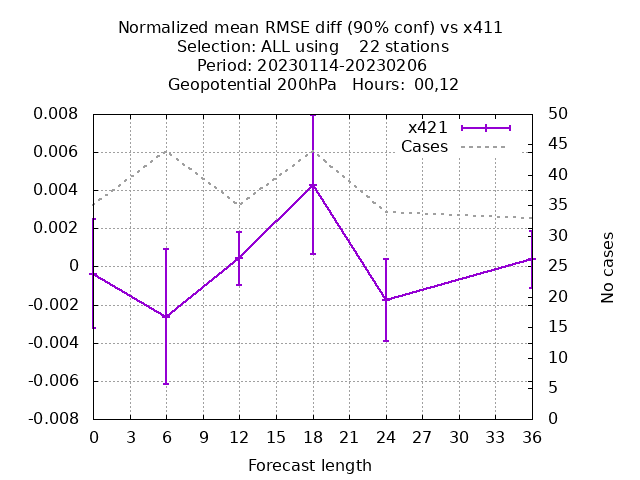 Normalized mean RMSE diff (90% conf) vs x411
Selection: ALL using    22 stations
Period: 20230114-20230206
Geopotential 200hPa   Hours:  00,12
x421
Cases
0.008
0.006
0.004
0.002
0
-0.002
-0.004
-0.006
-0.008
50
45
40
35
30
25
20
15
10
5
0
No cases
0 3 6 9 12 15 18 21 24 27 30 33 36
Forecast length